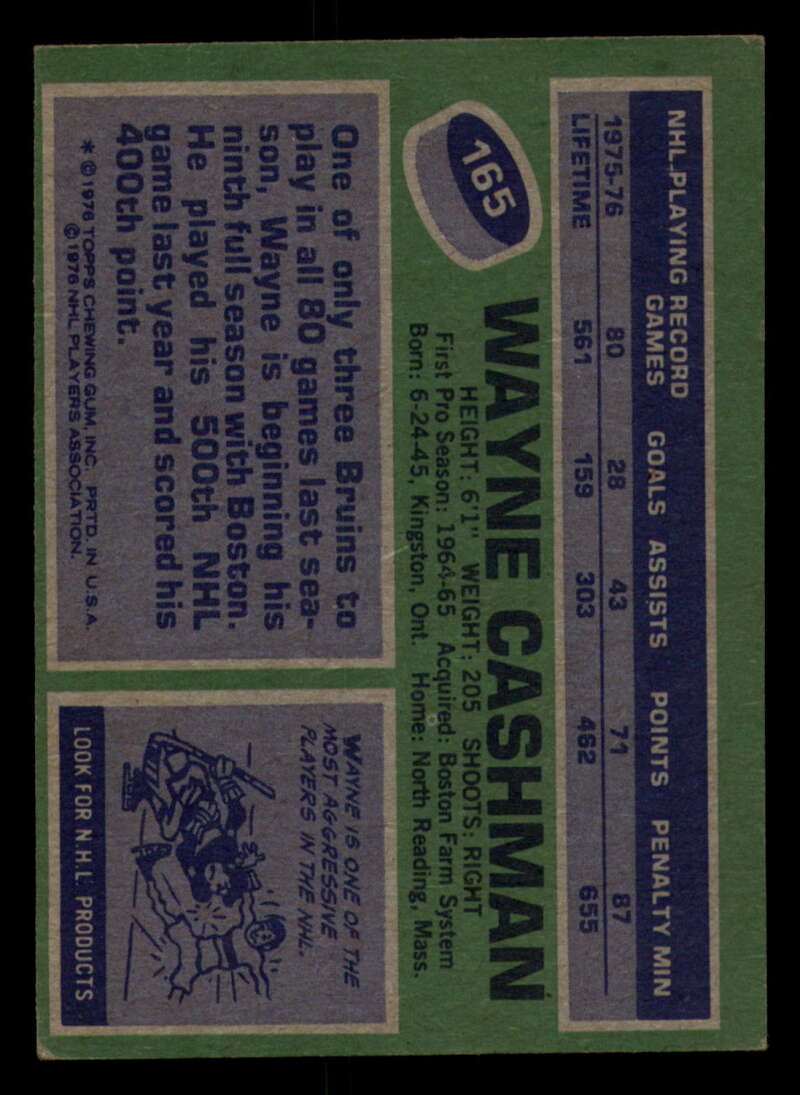 NHL PLAYING RECORD
GAMES GOALS ASSISTS POINTS PENALTY MIN
1975-76 80 28 43 71 87
LIFETIME 561 159 303 462 655
165
WAYNE CASHMAN
HEIGHT: 6'1" WEIGHT: 205 SHOOTS: RIGHT
First Pro Season: 1964-65 Acquired: Boston Farm System
Born: 6-24-45, Kingston, Ont. Home: North Reading, Mass.
One of only three Bruins to
play in all 80 games last sea-
son, Wayne is beginning his
ninth full season with Boston.
He played his 500th NHL
game last year and scored his
400th point.
* © 1976 TOPPS CHEWING GUM, INC. PRTD. IN U.S.A.
© 1976 NHL PLAYERS ASSOCIATION.
WAYNE IS ONE OF THE
MOST AGGRESSIVE
PLAYERS IN THE NHL.
LOOK FOR N.H.L. PRODUCTS